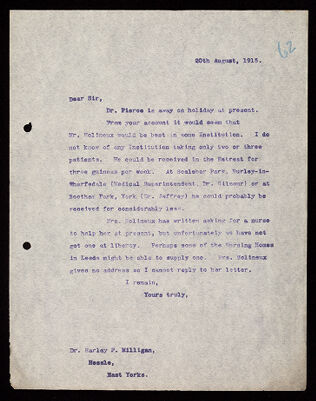 62
20th August, 1915.
Dear Sir,
Dr. Pierce is away on holiday at present.
From your account it would seem that
Mr. Molineux would be best in some Institution. I do
not know of any Institution taking only two or three
patients. He could be received in the Retreat for
three guineas per week. At Scalebor Park, Burley-in-
Wharfedale (Medical Superintendent, Dr. Gilmour) or at
Bootham Park, York (Dr. Jeffrey) he could probably be
received for considerably less.
Mrs. Molineux has written asking for a nurse
to help her at present, but unfortunately we have not
got one at liberty. Perhaps some of the Nursing Homes
in Leeds might be able to supply one. Mrs. Molineux
gives no address so I cannot reply to her letter.
I remain,
Yours truly,
Dr. Harley P. Milligan,
Hessle,
East Yorks.